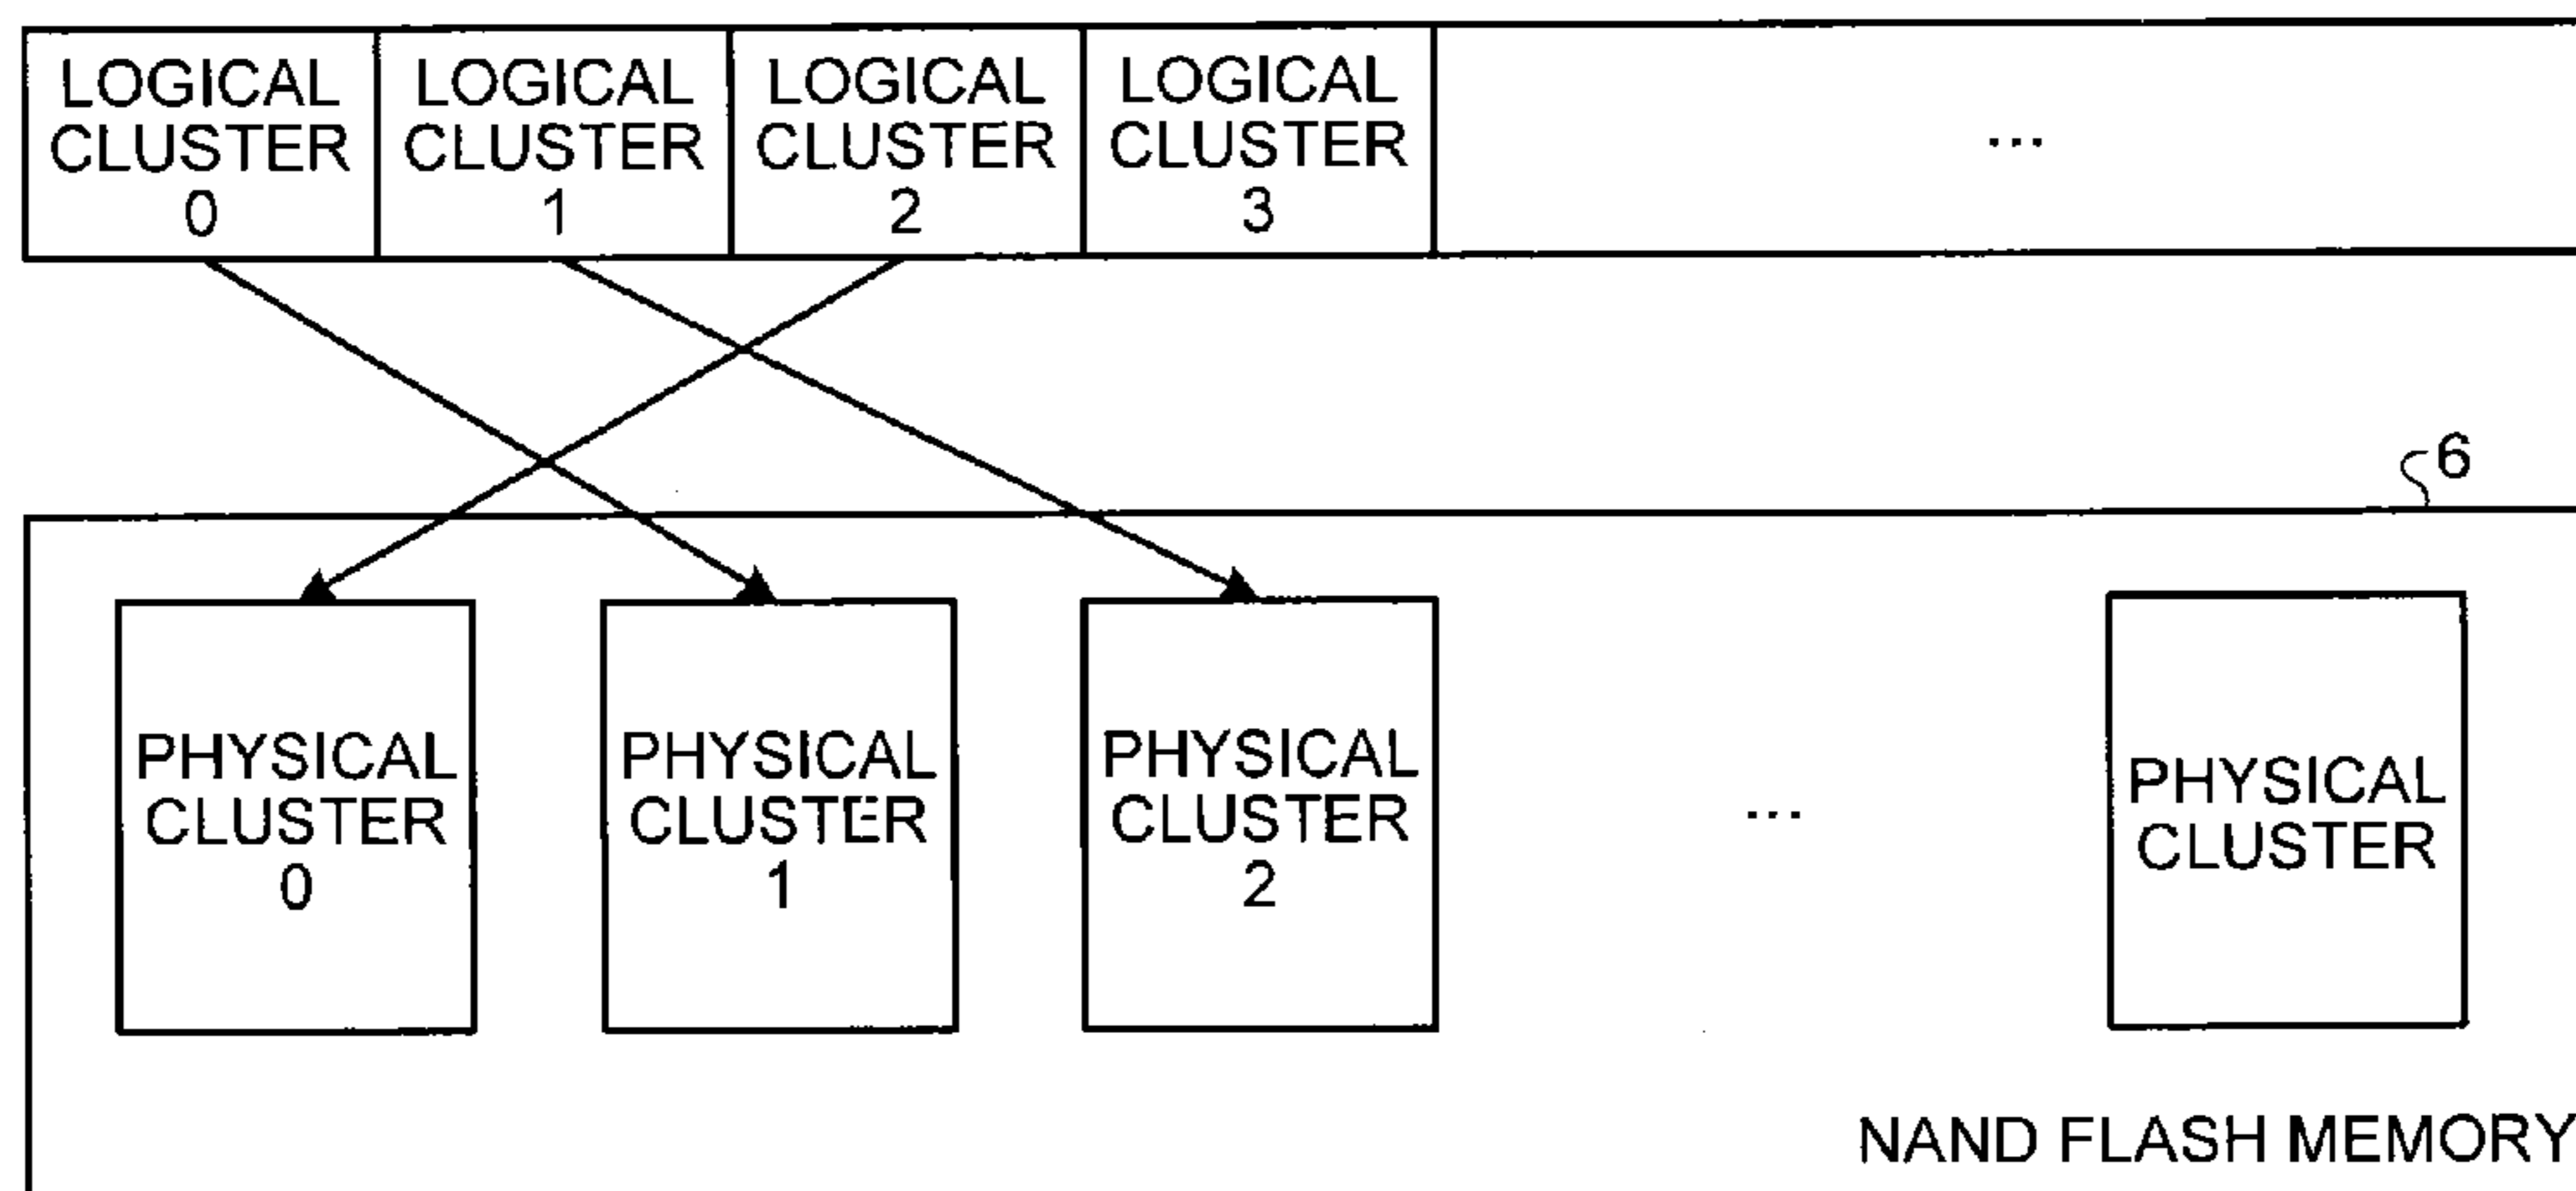 LOGICAL
CLUSTER
0
LOGICAL
CLUSTER
1
LOGICAL
CLUSTER
2
LOGICAL
CLUSTER
3
...
6
PHYSICAL
CLUSTER
0
PHYSICAL
CLUSTER
1
PHYSICAL
CLUSTER
2
...
PHYSICAL
CLUSTER
NAND FLASH MEMORY